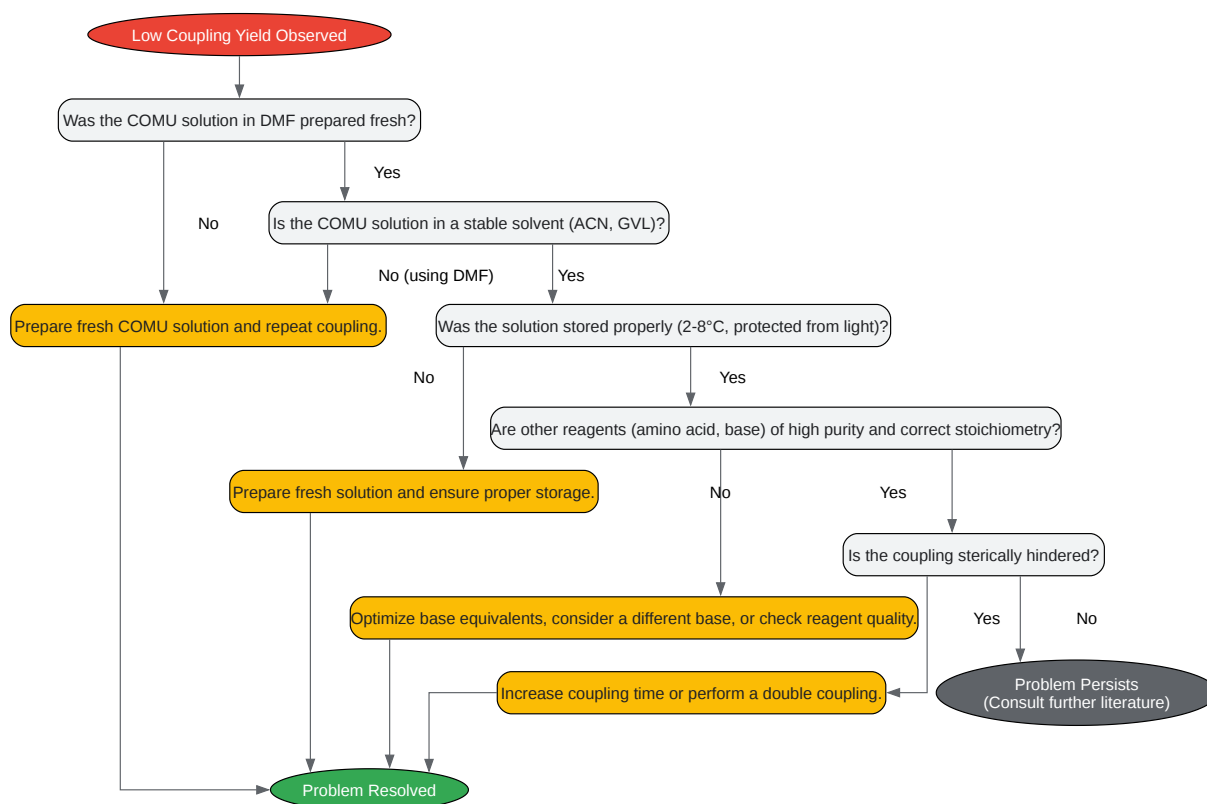 Low Coupling Yield Observed
Was the COMU solution in DMF prepared fresh?
Yes
No
Is the COMU solution in a stable solvent (ACN, GVL)?
No (using DMF)
Yes
Prepare fresh COMU solution and repeat coupling.
Was the solution stored properly (2-8°C, protected from light)?
No
Yes
Are other reagents (amino acid, base) of high purity and correct stoichiometry?
Prepare fresh solution and ensure proper storage.
No
Yes
Is the coupling sterically hindered?
Optimize base equivalents, consider a different base, or check reagent quality.
Yes
No
Increase coupling time or perform a double coupling.
Problem Persists
(Consult further literature)
Problem Resolved